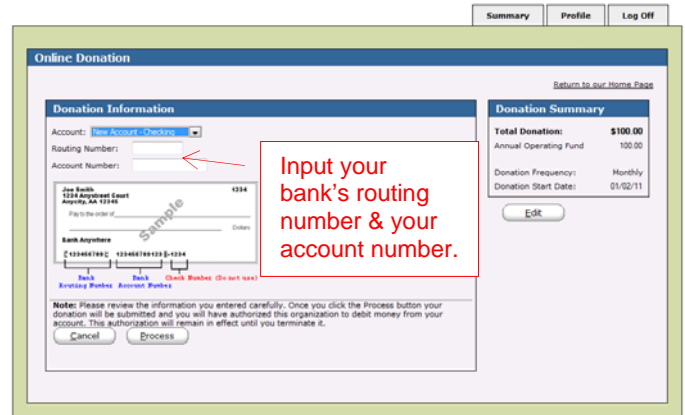 Summary Profile Log Off
Online Donation
Return to our Home Page
Donation Information
Account: New Account - Checking
Routing Number:
Account Number:
Joe Smith 1234
1234 Anystreet Court
Anycity, AA 12345
Pay to the order of
Sample
Dollars
Bank Anywhere
123456789 123456789123 1234
Bank Bank Check Number (Do not use)
Routing Number Account Number
Input your
bank's routing
number & your
account number.
Note: Please review the information you entered carefully. Once you click the Process button your
donation will be submitted and you will have authorized this organization to debit money from your
account. This authorization will remain in effect until you terminate it.
Cancel Process
Donation Summary
Total Donation: $100.00
Annual Operating Fund 100.00
Donation Frequency: Monthly
Donation Start Date: 01/02/11
Edit